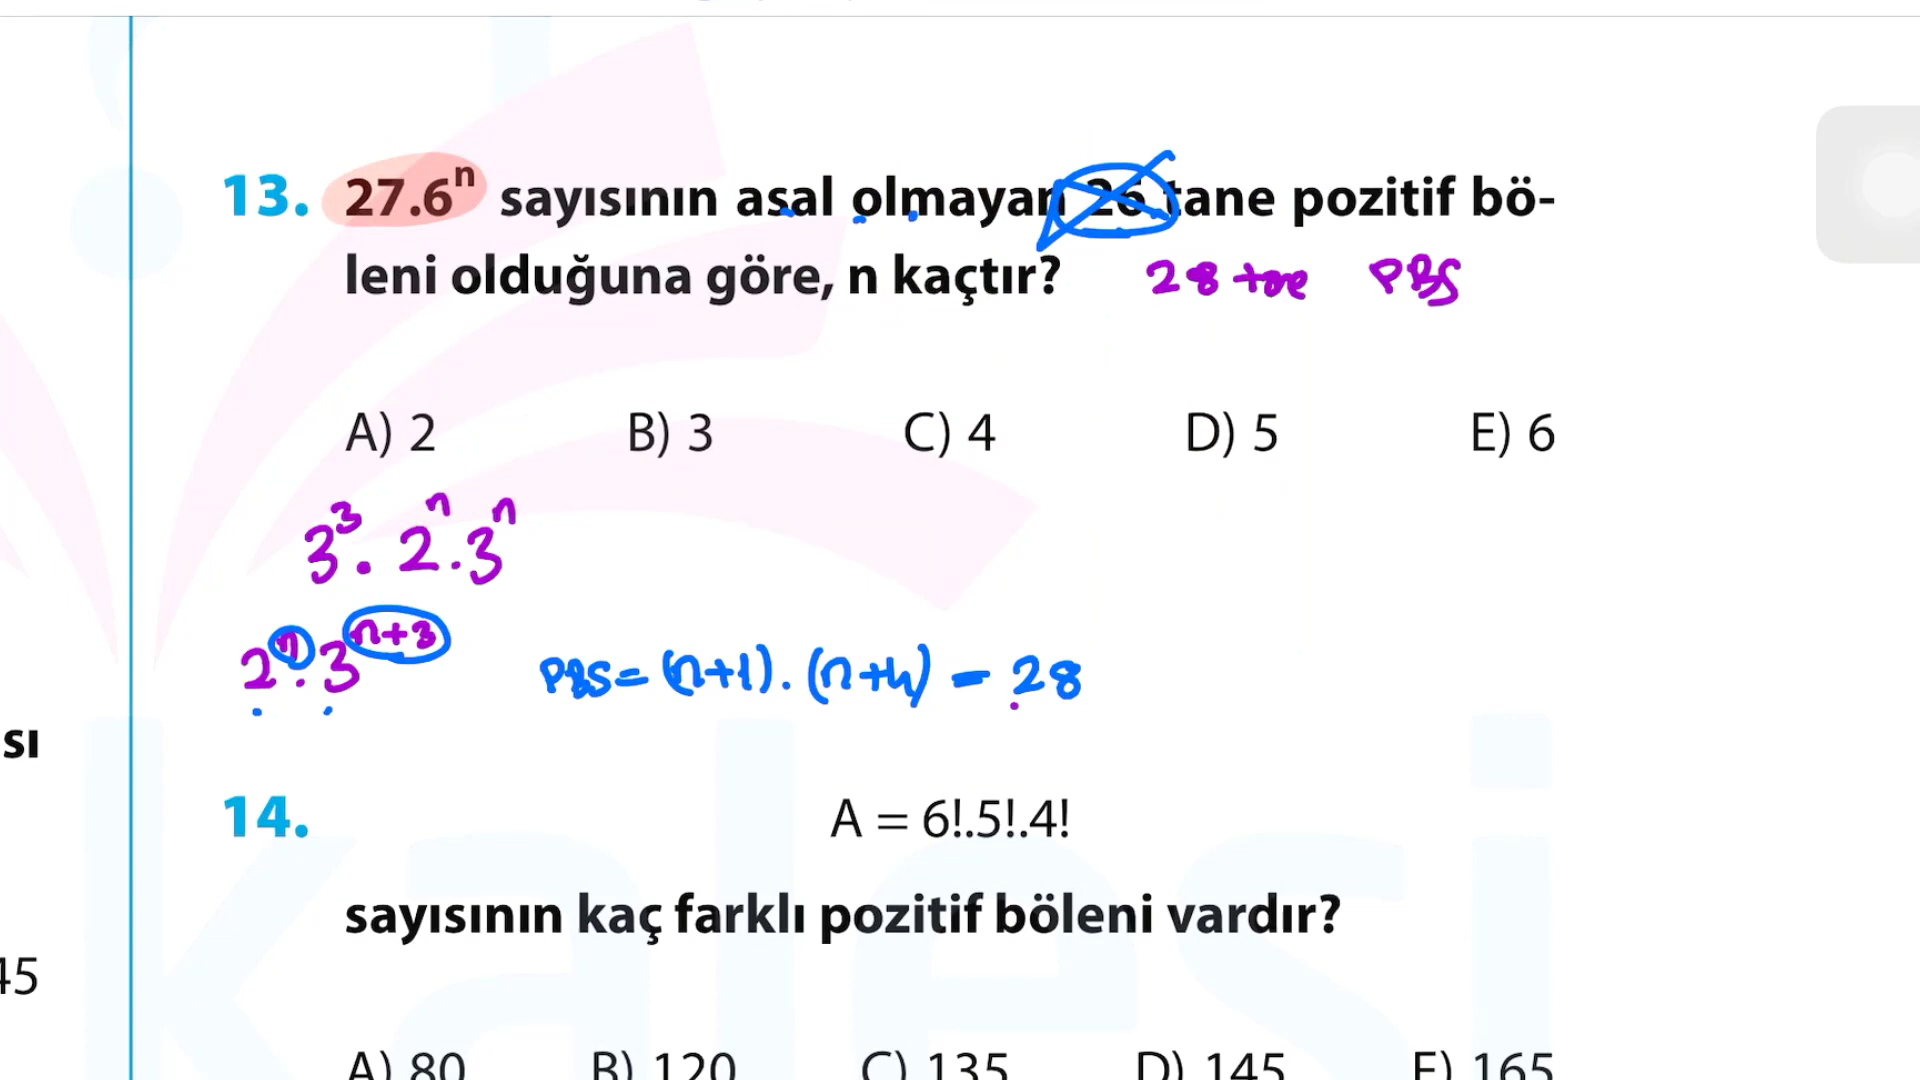 13. 27.6ⁿ sayısının asal olmayan 26 tane pozitif bö-
leni olduğuna göre, n kaçtır? 28 tane PBS
A) 2 B) 3 C) 4 D) 5 E) 6
3³. 2ⁿ.3ⁿ
2ⁿ.3ⁿ⁺³ PBS = (n+1).(n+4) = 28
sı
14. A = 6!.5!.4!
sayısının kaç farklı pozitif böleni vardır?
45
A) 80 B) 120 C) 135 D) 145 E) 165
kalesi